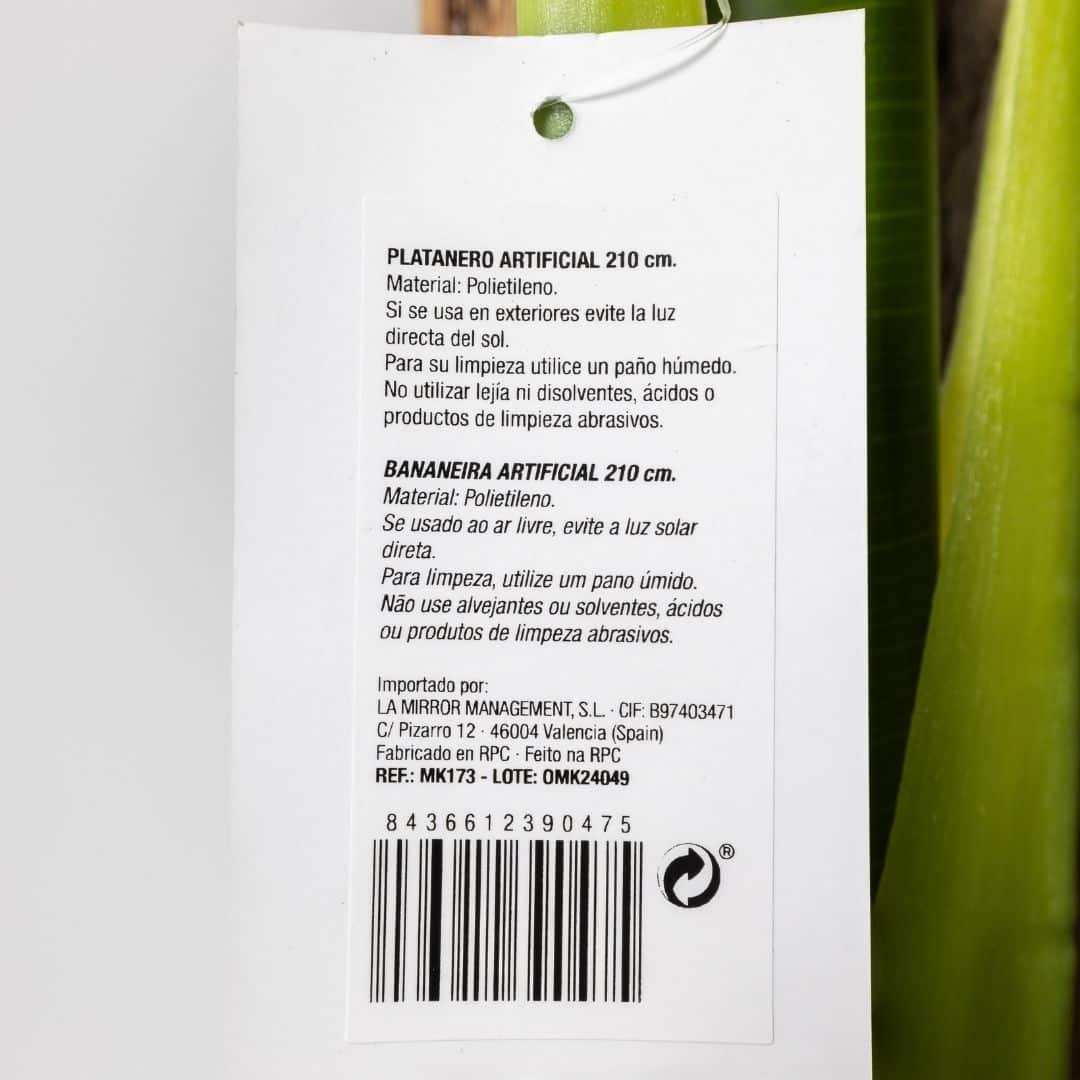 PLATANERO ARTIFICIAL 210 cm.
Material: Polietileno.
Si se usa en exteriores evite la luz
directa del sol.
Para su limpieza utilice un paño húmedo.
No utilizar lejía ni disolventes, ácidos o
productos de limpieza abrasivos.
BANANEIRA ARTIFICIAL 210 cm.
Material: Polietileno.
Se usado ao ar livre, evite a luz solar
direta.
Para limpeza, utilize um pano úmido.
Não use alvejantes ou solventes, ácidos
ou produtos de limpeza abrasivos.
Importado por:
LA MIRROR MANAGEMENT, S.L. · CIF: B97403471
C/ Pizarro 12 · 46004 Valencia (Spain)
Fabricado en RPC · Feito na RPC
REF.: MK173 - LOTE: OMK24049
8436612390475
®